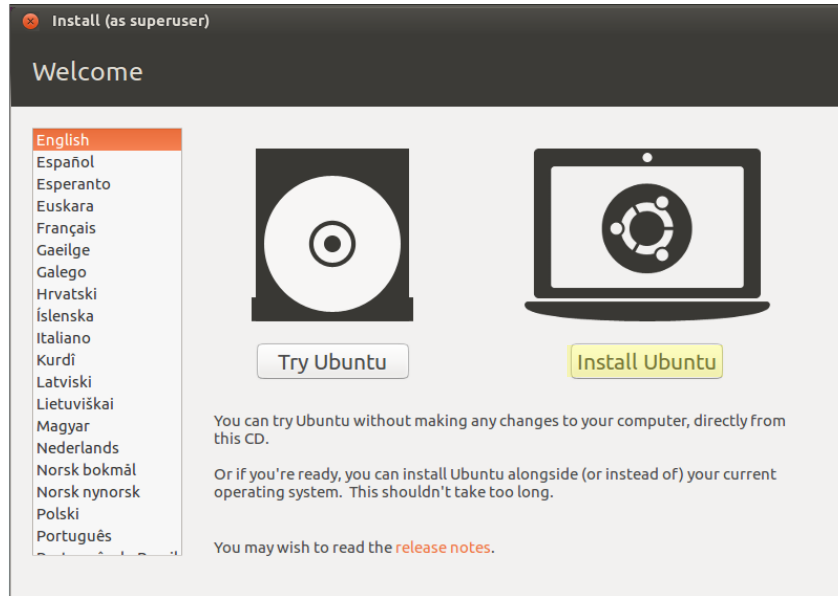 Install (as superuser)
Welcome
English
Español
Esperanto
Euskara
Français
Gaeilge
Galego
Hrvatski
Íslenska
Italiano
Kurdî
Latviski
Lietuviškai
Magyar
Nederlands
Norsk bokmål
Norsk nynorsk
Polski
Português
Try Ubuntu
Install Ubuntu
You can try Ubuntu without making any changes to your computer, directly from
this CD.
Or if you're ready, you can install Ubuntu alongside (or instead of) your current
operating system. This shouldn't take too long.
You may wish to read the release notes.